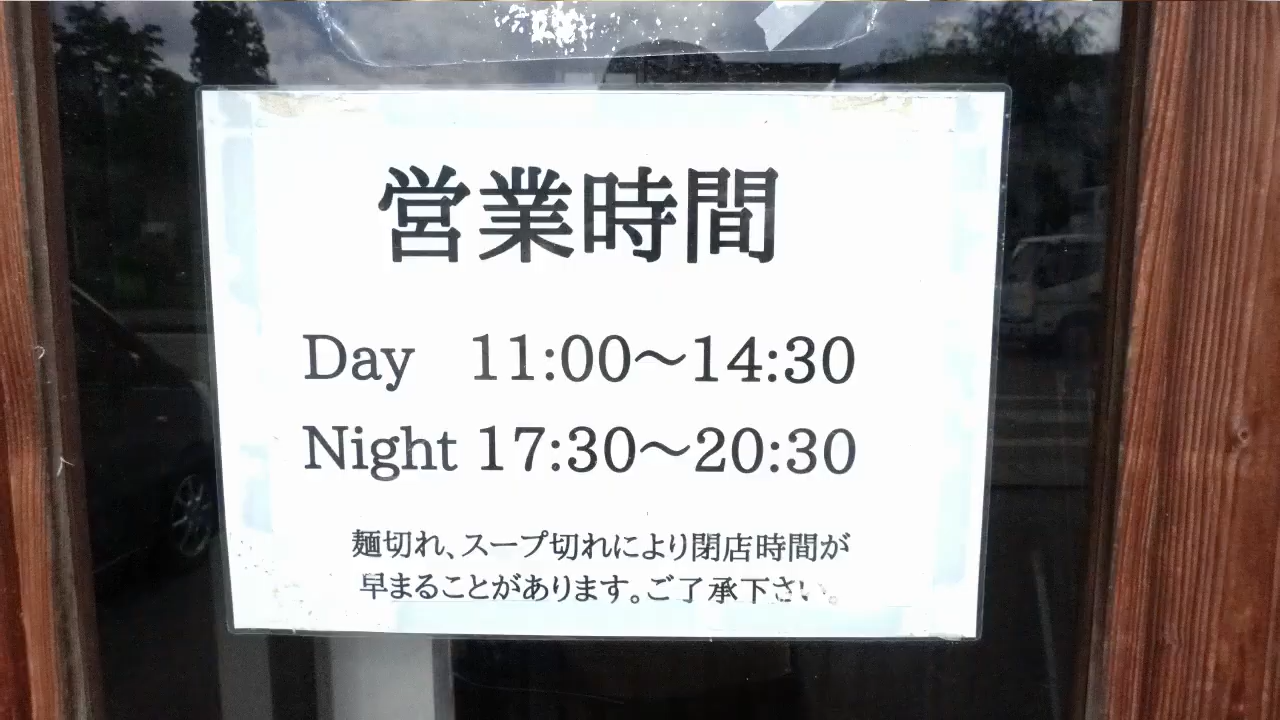 営業時間
Day 11:00～14:30
Night 17:30～20:30
麺切れ、スープ切れにより閉店時間が
早まることがあります。ご了承下さい。